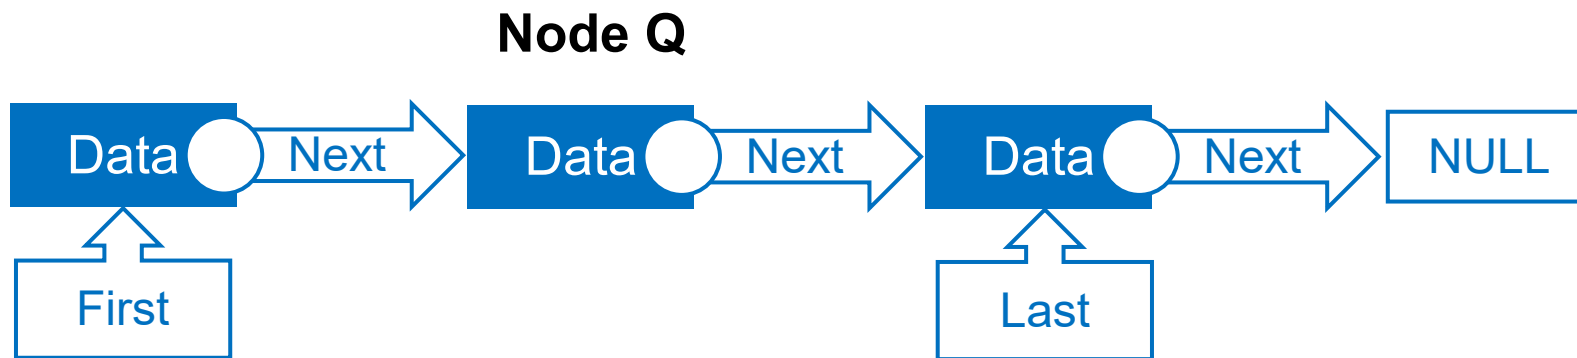 Node Q
Data Next Data Next Data Next NULL
First Last